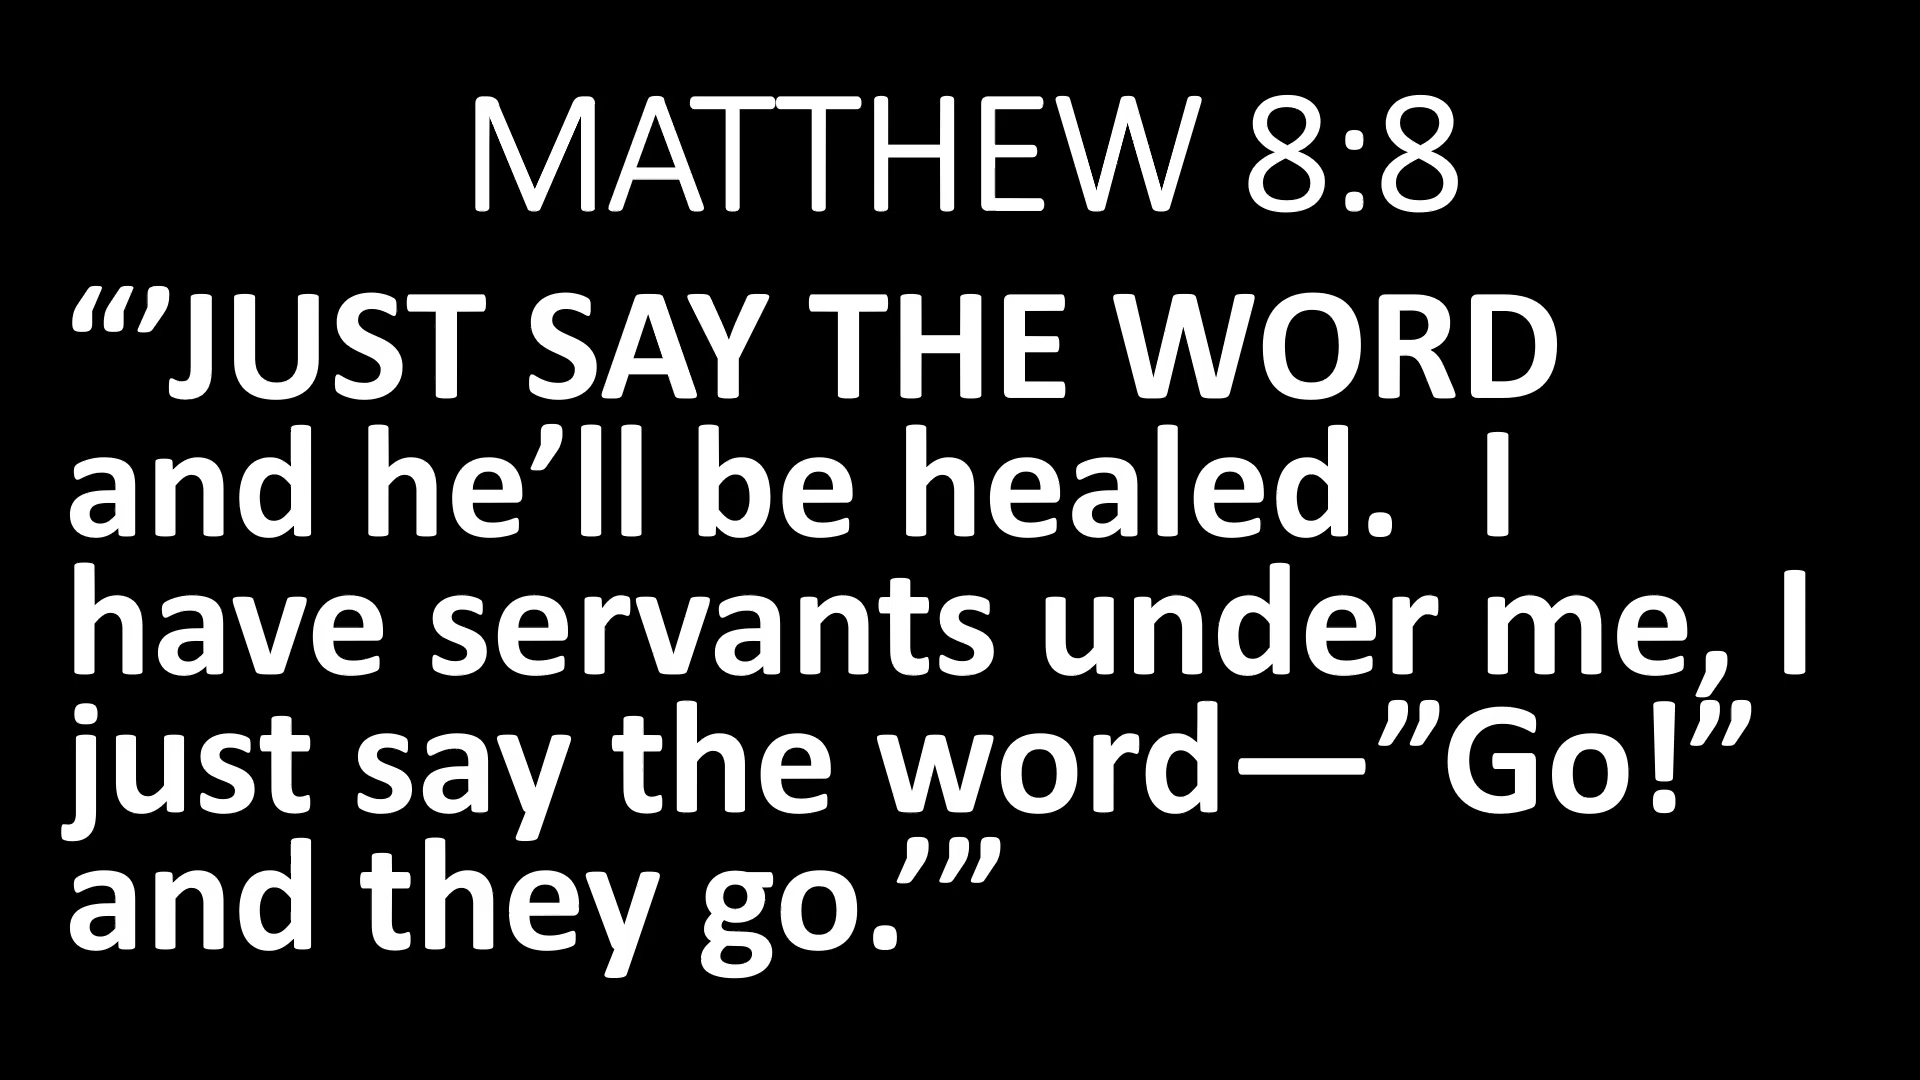 MATTHEW 8:8
“’JUST SAY THE WORD
and he’ll be healed.  I
have servants under me, I
just say the word—”Go!”
and they go.’”